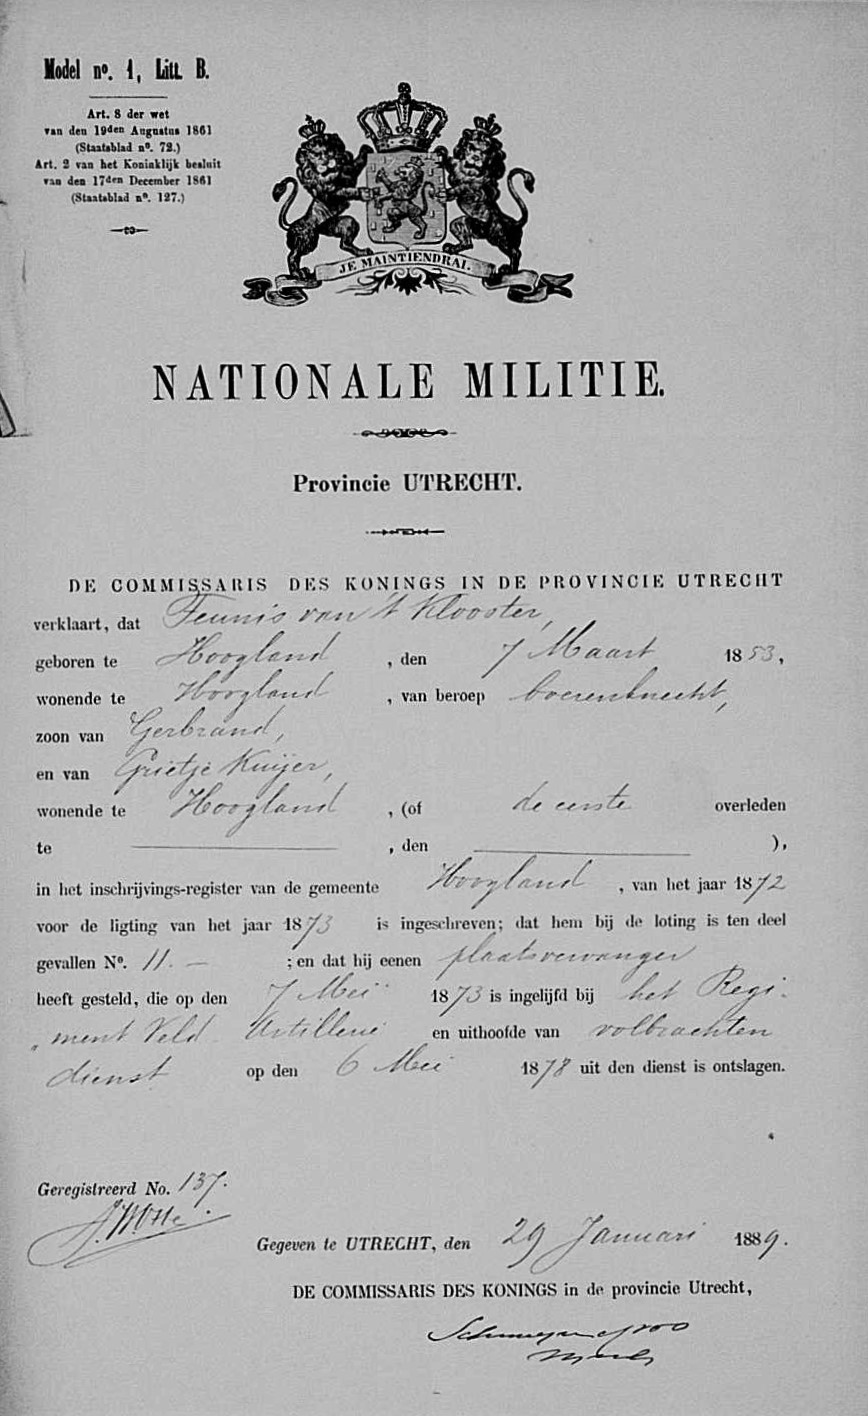 Model nº. 1, Litt. B.
Art. 8 der wet
van den 19den Augustus 1861
(Staatsblad nº. 72.)
Art. 2 van het Koninklijk besluit
van den 17den December 1861
(Staatsblad nº. 127.)
JE MAINTIENDRAI.
NATIONALE MILITIE.
Provincie UTRECHT.
DE COMMISSARIS DES KONINGS IN DE PROVINCIE UTRECHT
verklaart, dat Teunis van 't Klooster,
geboren te Hoogland, den 7 Maart 1853,
wonende te Hoogland, van beroep boerenknecht,
zoon van Gerbrand,
en van Grietje Kuijer,
wonende te Hoogland, (of de eerste overleden
te , den ),
in het inschrijvings-register van de gemeente Hoogland, van het jaar 1872
voor de ligting van het jaar 1873 is ingeschreven; dat hem bij de loting is ten deel
gevallen Nº. 11. — ; en dat hij eenen plaatsvervanger
heeft gesteld, die op den 7 Mei 1873 is ingelijfd bij het Regi-
„ment Veld Artillerie en uithoofde van volbrachten
dienst op den 6 Mei 1878 uit den dienst is ontslagen.
Geregistreerd No. 137.
Gegeven te UTRECHT, den 29 Januari 1889.
DE COMMISSARIS DES KONINGS in de provincie Utrecht,